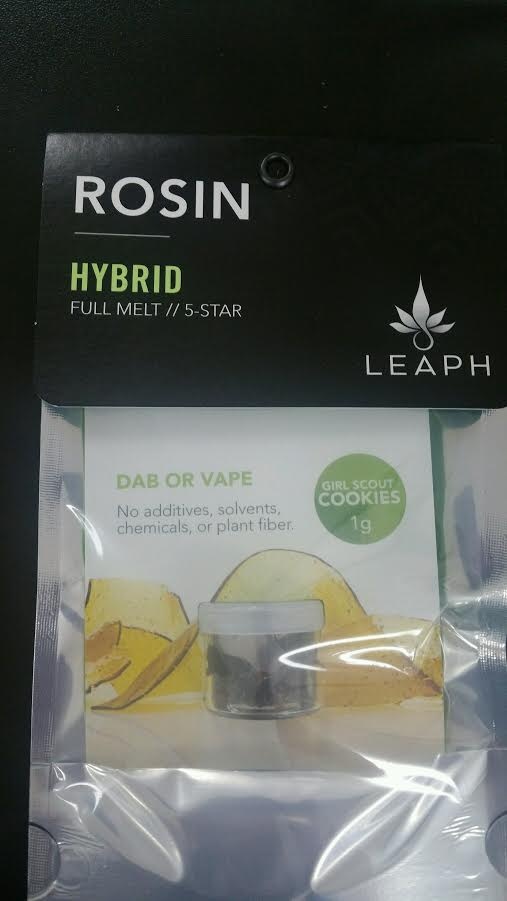 ROSIN
HYBRID
FULL MELT // 5-STAR
LEAPH
DAB OR VAPE
No additives, solvents,
chemicals, or plant fiber.
GIRL SCOUT
COOKIES
1g